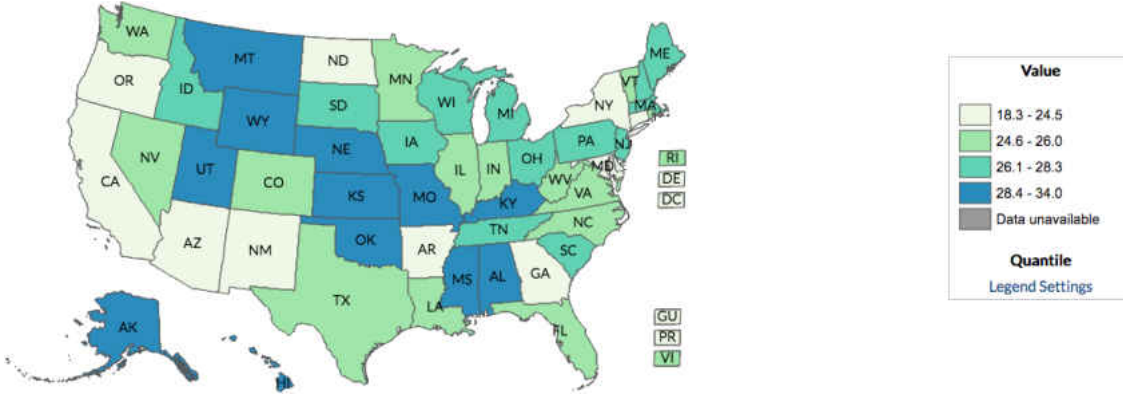 WA
MT
ND
MN
ME
OR
ID
SD
WI
MI
VT
NY
MA
WY
IA
PA
NJ
NE
IL
IN
OH
MD
RI
NV
UT
CO
KS
MO
KY
WV
VA
DE
CA
DC
OK
TN
NC
AZ
NM
AR
SC
MS
AL
GA
TX
LA
FL
AK
HI
GU
PR
VI
Value
18.3 - 24.5
24.6 - 26.0
26.1 - 28.3
28.4 - 34.0
Data unavailable
Quantile
Legend Settings